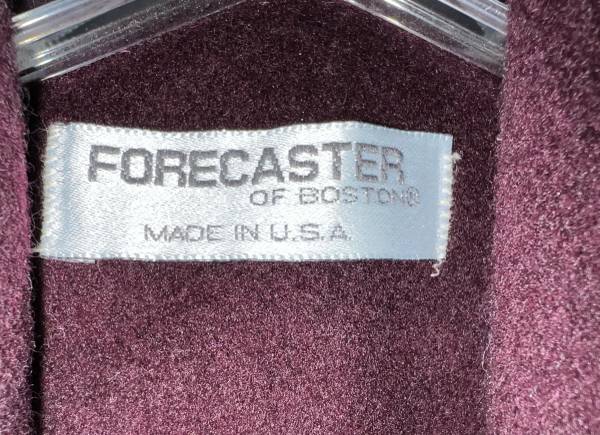 FORECASTER
OF BOSTON®
MADE IN U.S.A.